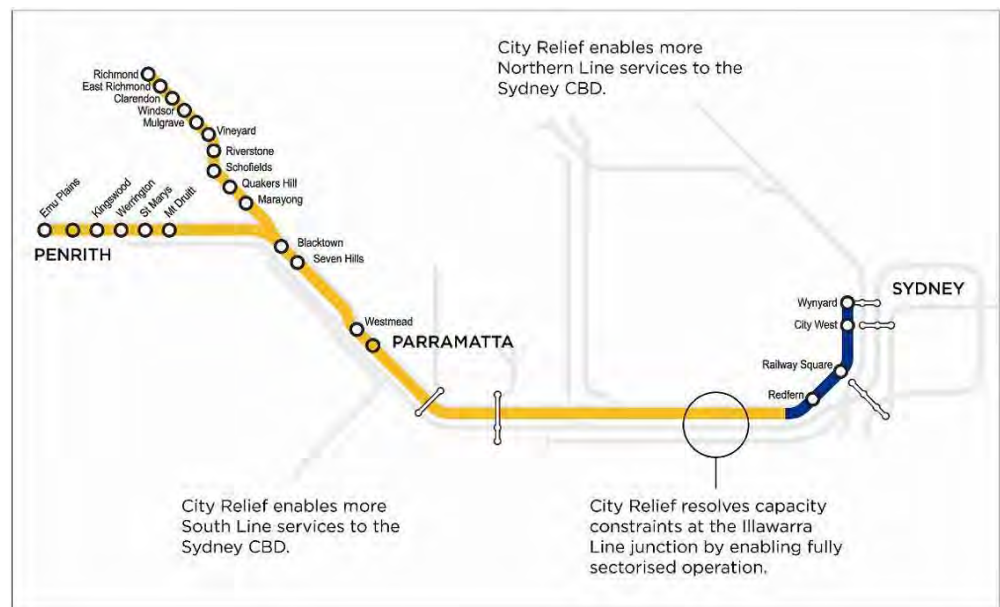 City Relief enables more
Northern Line services to the
Sydney CBD.
Richmond
East Richmond
Clarendon
Windsor
Mulgrave
Vineyard
Riverstone
Schofields
Quakers Hill
Marayong
Emu Plains
Kingswood
Werrington
St Marys
Mt Druitt
PENRITH
Blacktown
Seven Hills
Westmead
PARRAMATTA
SYDNEY
Wynyard
City West
Railway Square
Redfern
City Relief enables more
South Line services to the
Sydney CBD.
City Relief resolves capacity
constraints at the Illawarra
Line junction by enabling fully
sectorised operation.